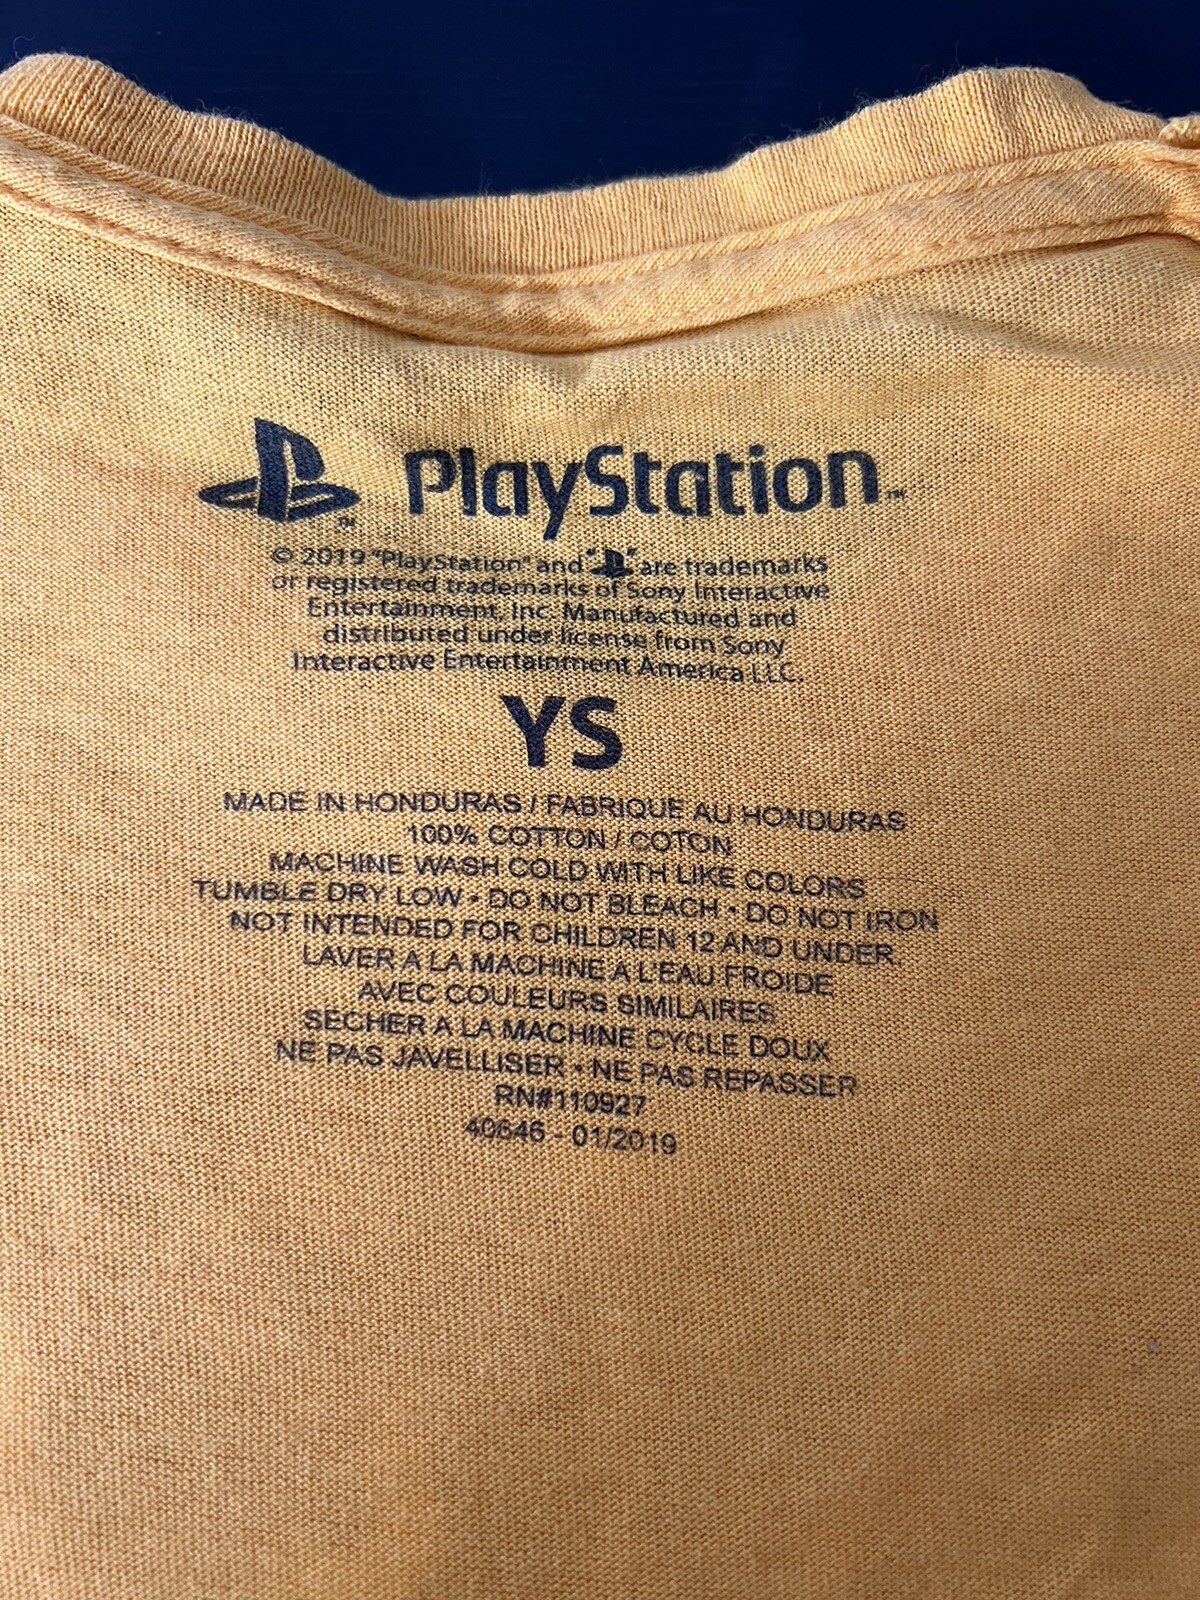 PlayStation™
© 2019 "PlayStation" and " " are trademarks
or registered trademarks of Sony Interactive
Entertainment, Inc. Manufactured and
distributed under license from Sony
Interactive Entertainment America LLC.
YS
MADE IN HONDURAS / FABRIQUE AU HONDURAS
100% COTTON / COTON
MACHINE WASH COLD WITH LIKE COLORS
TUMBLE DRY LOW • DO NOT BLEACH • DO NOT IRON
NOT INTENDED FOR CHILDREN 12 AND UNDER.
LAVER A LA MACHINE A L'EAU FROIDE
AVEC COULEURS SIMILAIRES
SECHER A LA MACHINE CYCLE DOUX
NE PAS JAVELLISER • NE PAS REPASSER
RN#110927
40646 - 01/2019